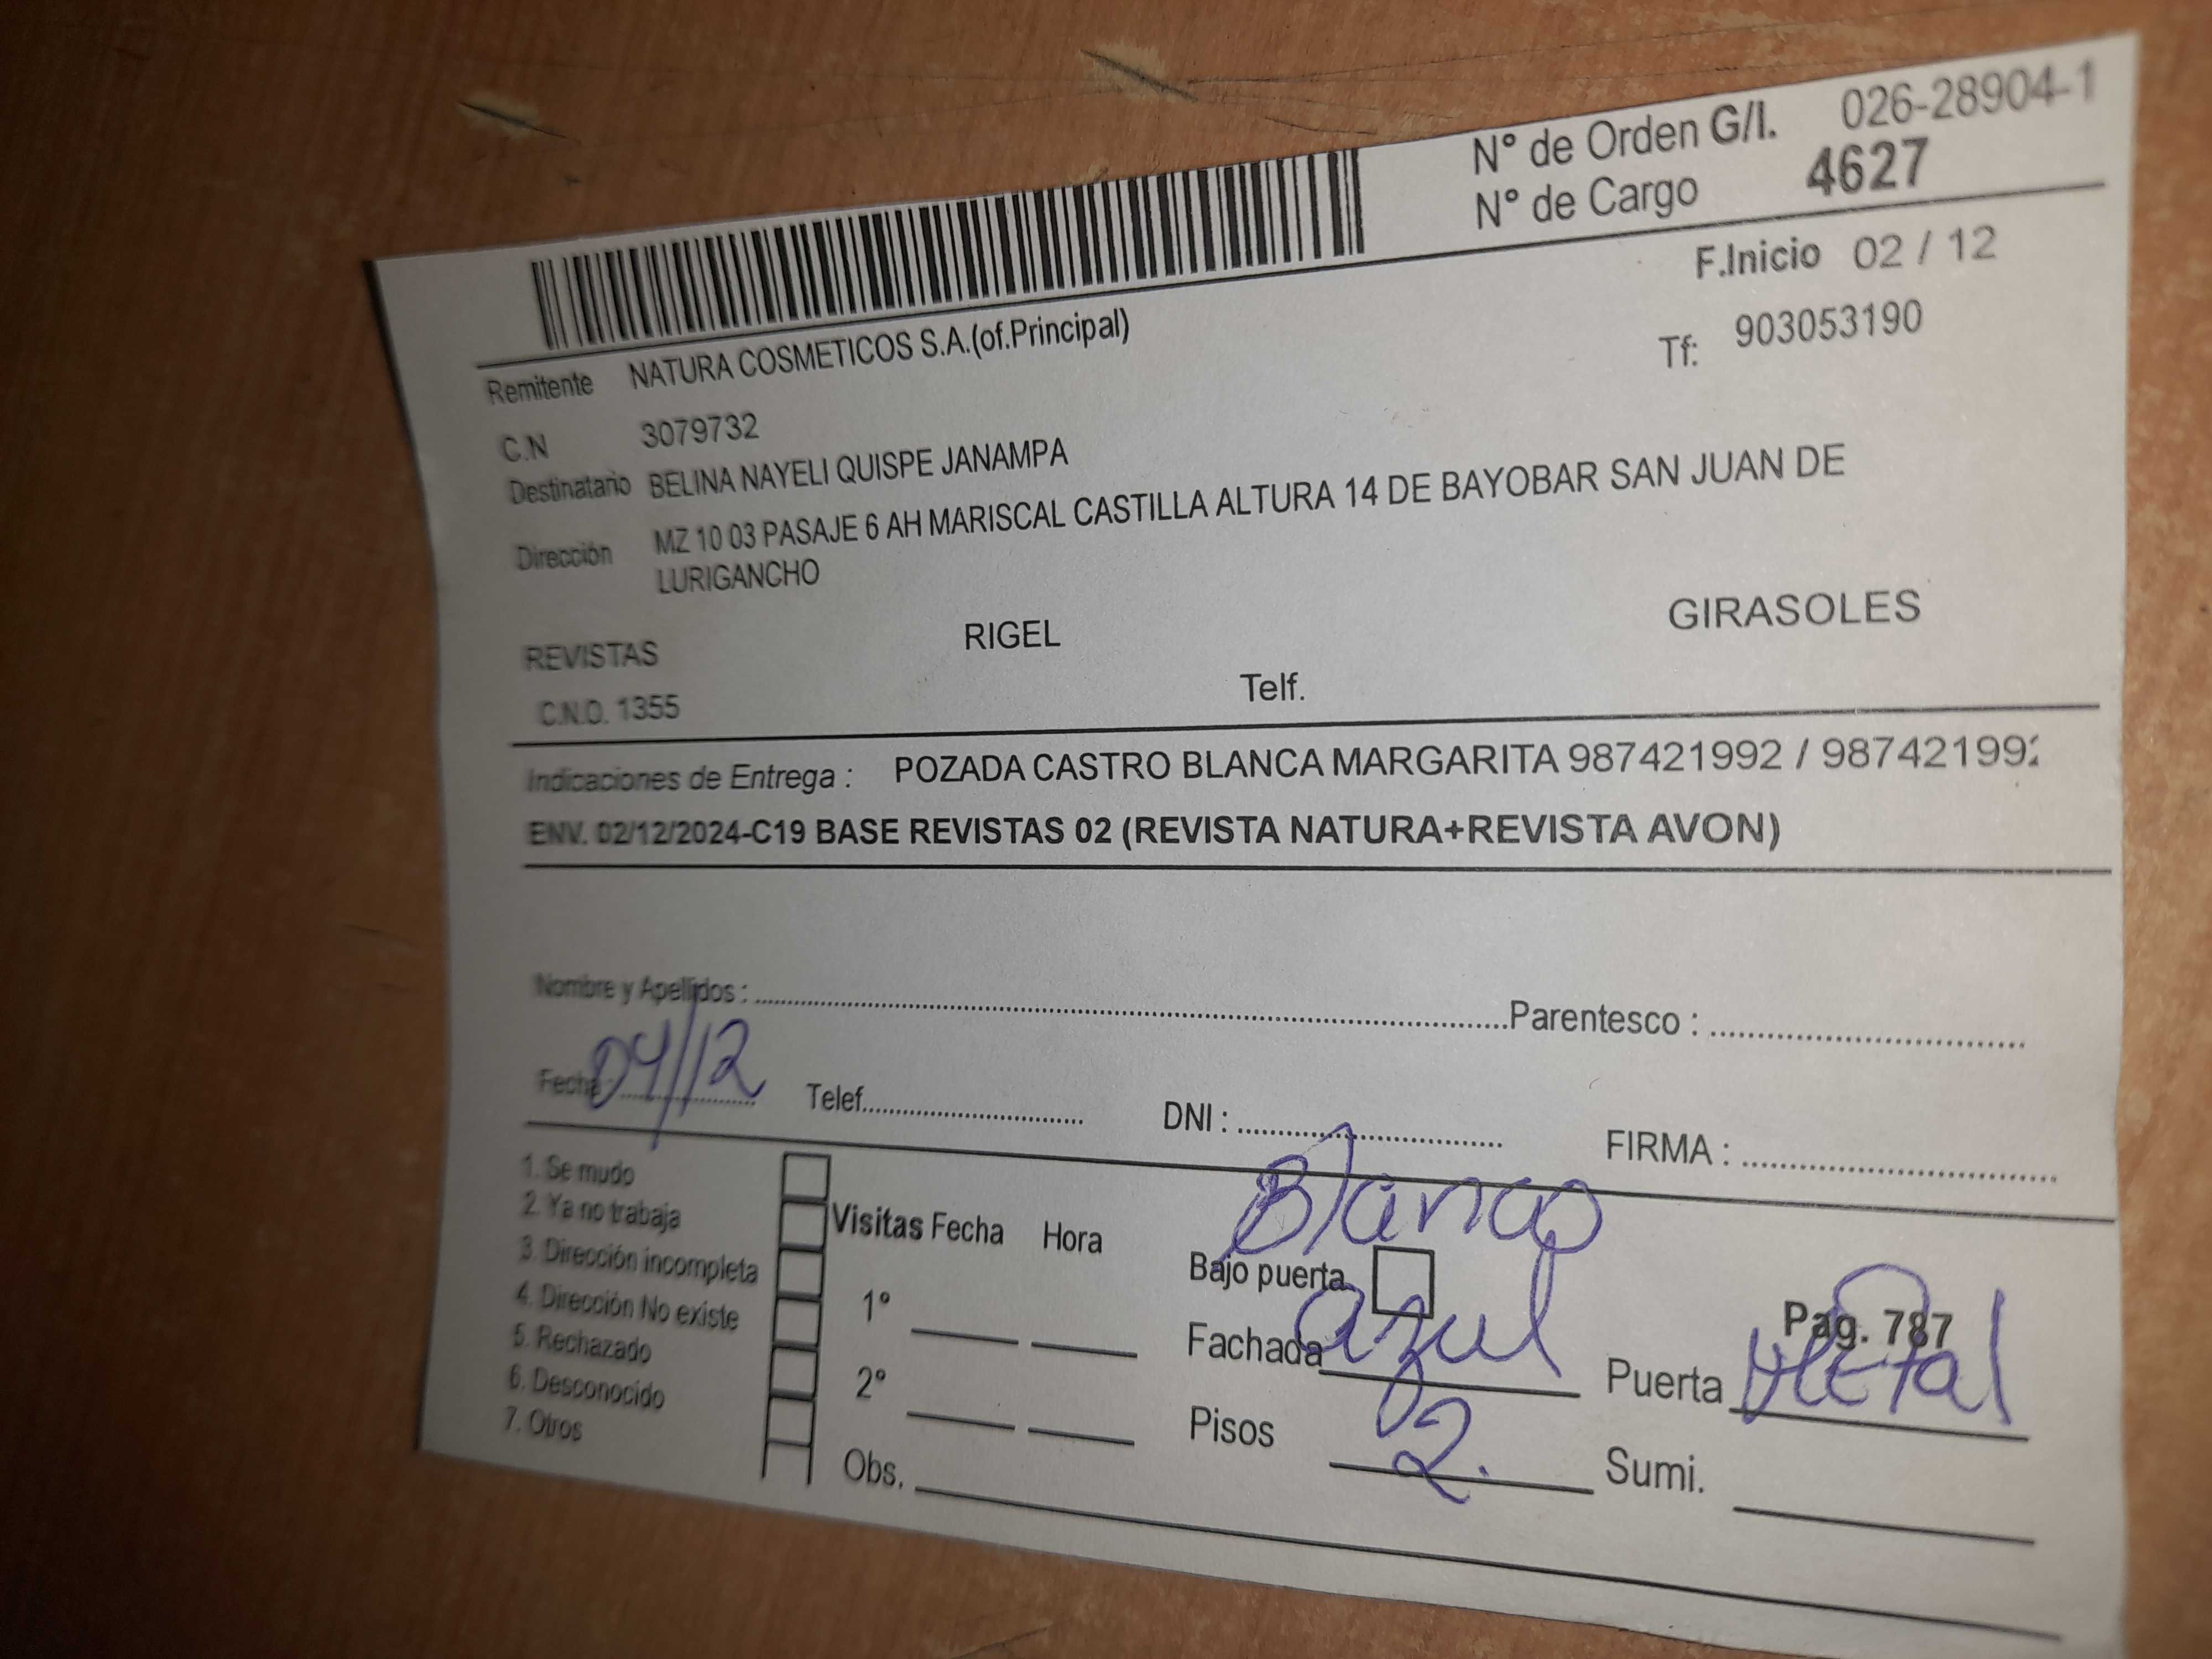 N° de Orden G/I. 026-28904-1
N° de Cargo 4627
F.Inicio 02 / 12
Remitente NATURA COSMETICOS S.A.(of.Principal)
Tf: 903053190
C.N 3079732
Destinatario BELINA NAYELI QUISPE JANAMPA
Dirección MZ 10 03 PASAJE 6 AH MARISCAL CASTILLA ALTURA 14 DE BAYOBAR SAN JUAN DE
LURIGANCHO
REVISTAS RIGEL GIRASOLES
C.N.O. 1355 Telf.
Indicaciones de Entrega : POZADA CASTRO BLANCA MARGARITA 987421992 / 987421992
ENV. 02/12/2024-C19 BASE REVISTAS 02 (REVISTA NATURA+REVISTA AVON)
Nombre y Apellidos : Parentesco :
Fecha: 04/12 Telef. DNI : FIRMA :
1. Se mudo
2. Ya no trabaja
3. Dirección incompleta
4. Dirección No existe
5. Rechazado
6. Desconocido
7. Otros
Visitas Fecha Hora
1°
2°
Obs.
Blanco
Bajo puerta
Fachada azul
Pisos 2.
Pag. 787
Puerta Metal
Sumi.